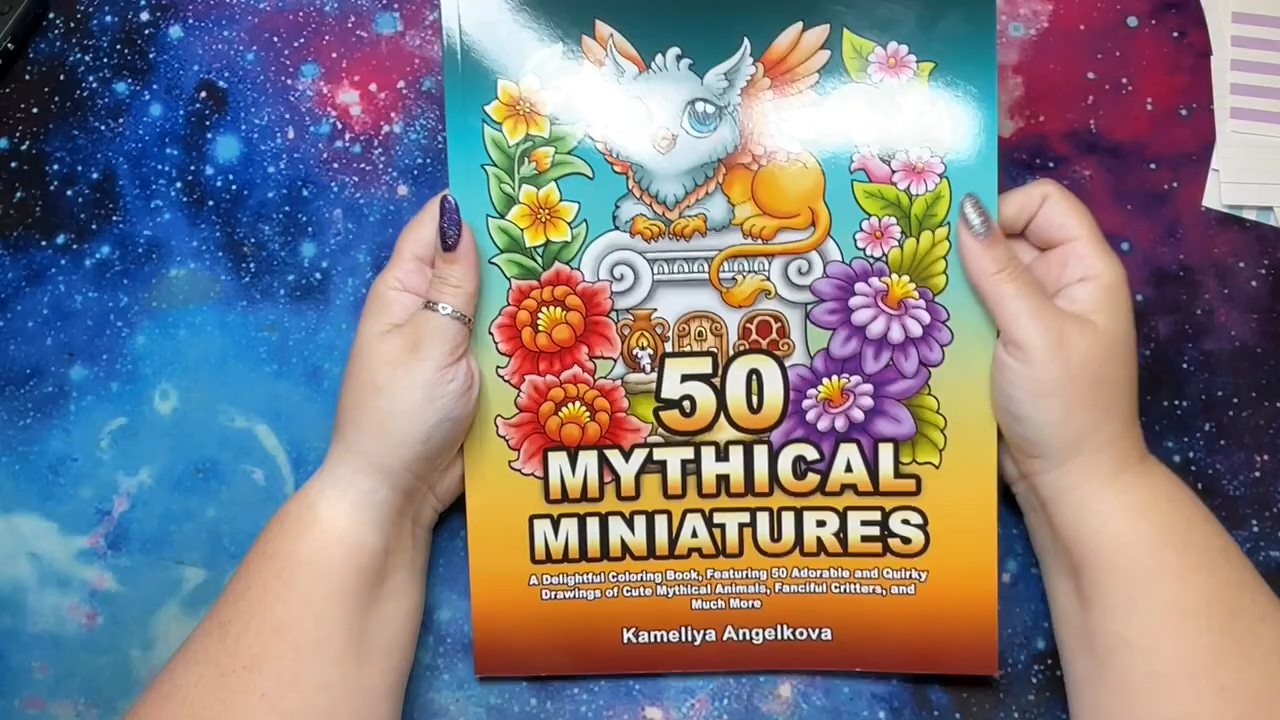 50
MYTHICAL
MINIATURES
A Delightful Coloring Book, Featuring 50 Adorable and Quirky
Drawings of Cute Mythical Animals, Fanciful Critters, and
Much More
Kameliya Angelkova